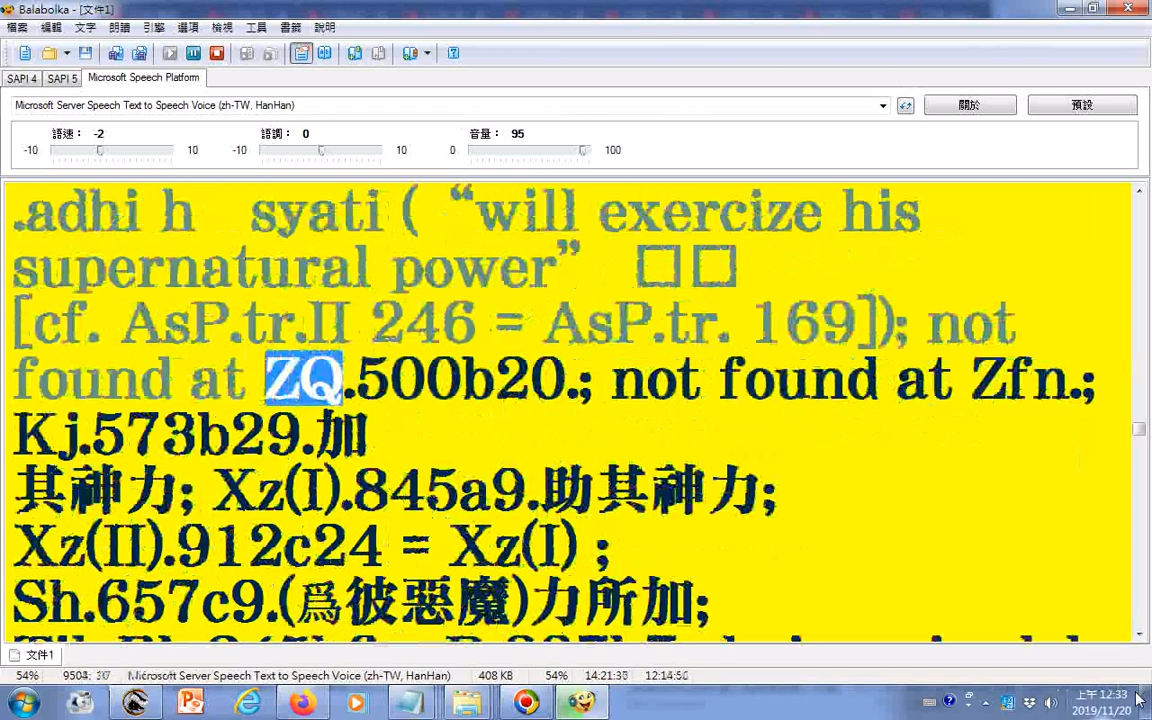 Balabolka - [文件1]
檔案 編輯 文字 朗讀 引擎 選項 檢視 工具 書籤 說明
SAPI 4 SAPI 5 Microsoft Speech Platform
Microsoft Server Speech Text to Speech Voice (zh-TW, HanHan) 關於 預設
語速： -2 語調： 0 音量： 95
-10 10 -10 10 0 100
.adhi h syati ( “will exercize his
supernatural power” □□
[cf. AsP.tr.II 246 = AsP.tr. 169]); not
found at ZQ.500b20.; not found at Zfn.;
Kj.573b29.加
其神力; Xz(I).845a9.助其神力;
Xz(II).912c24 = Xz(I) ;
Sh.657c9.(爲彼惡魔)力所加;
文件1
54% Microsoft Server Speech Text to Speech Voice (zh-TW, HanHan) 408 KB 54%
上午 12:33
2019/11/20